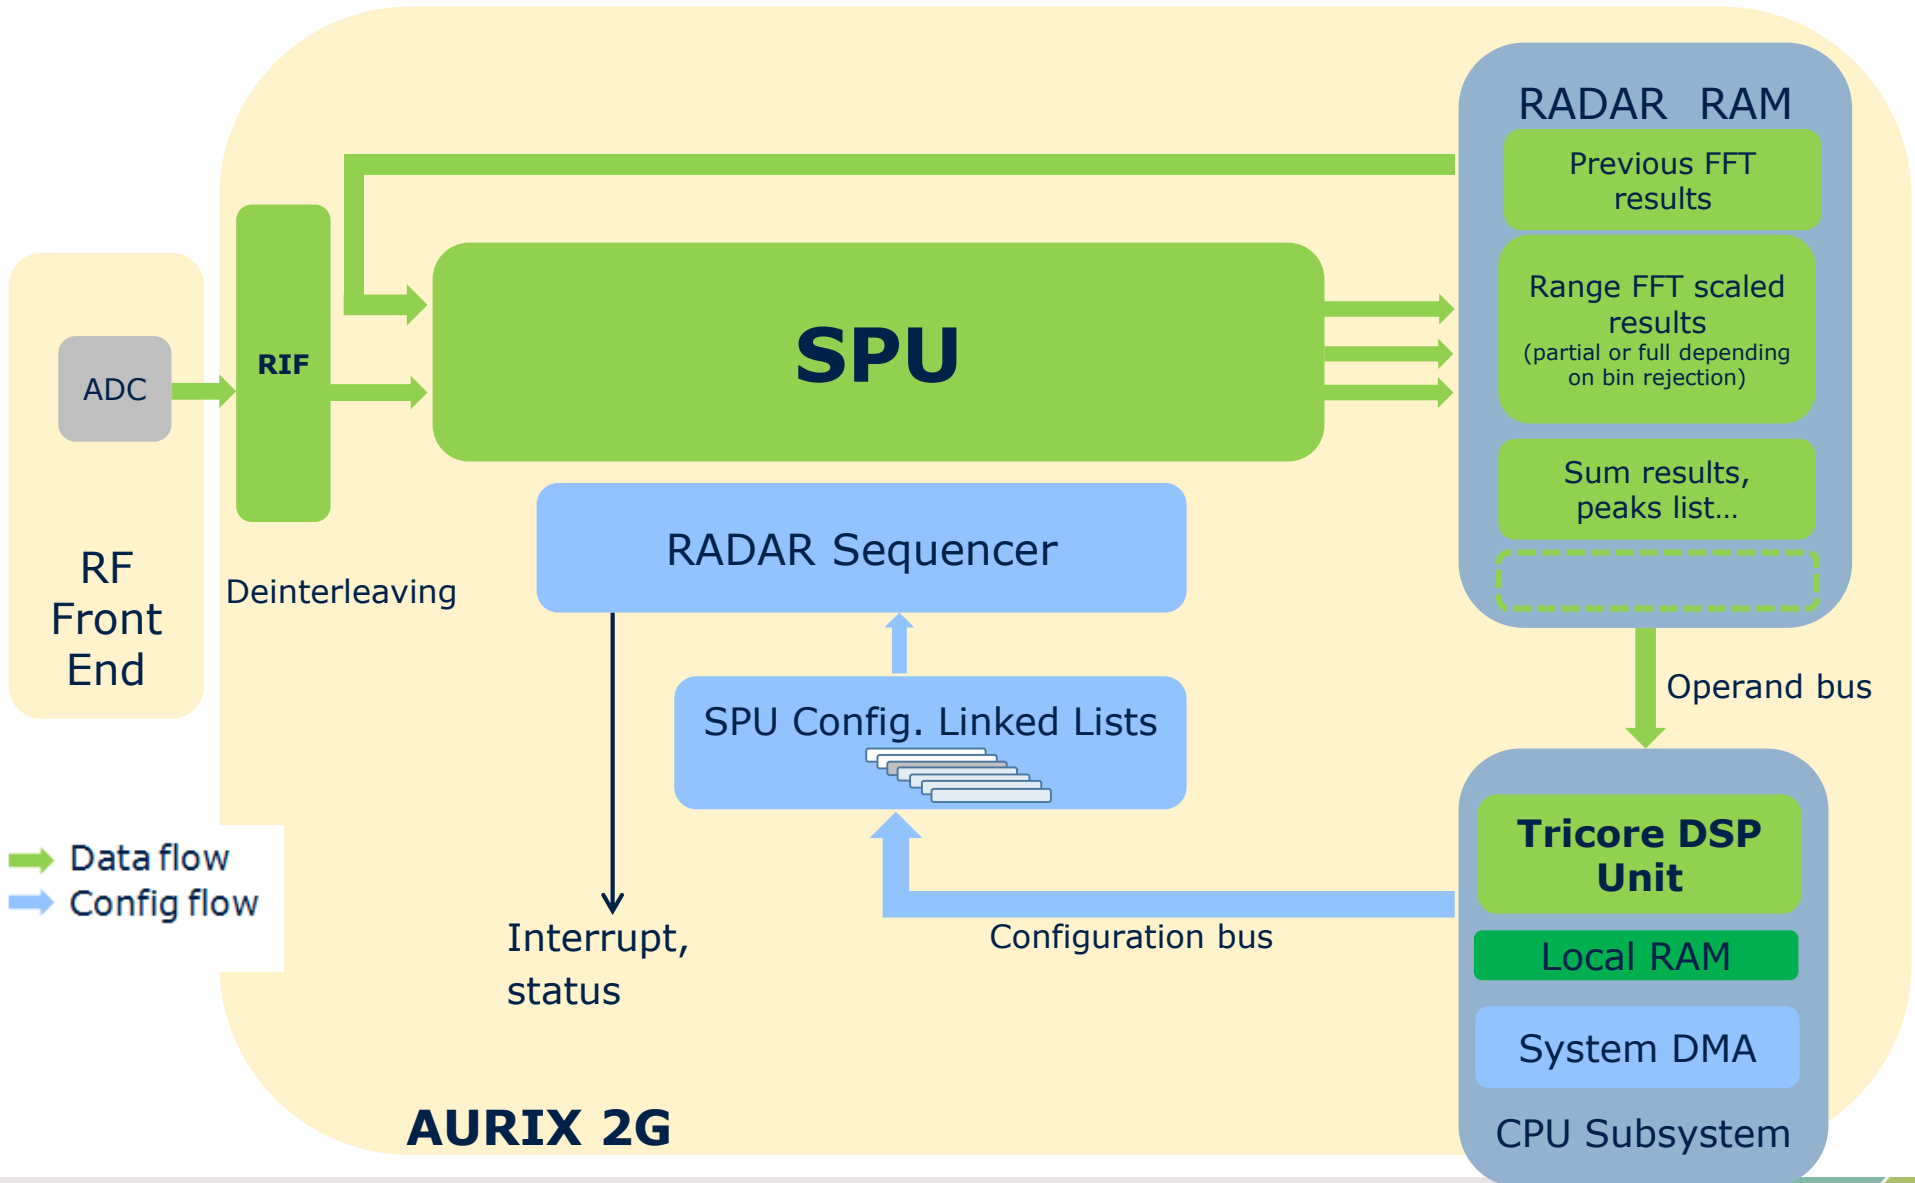 RADAR RAM
Previous FFT
results
Range FFT scaled
results
(partial or full depending
on bin rejection)
Sum results,
peaks list...
SPU
RIF
ADC
RF
Front
End
Deinterleaving
RADAR Sequencer
SPU Config. Linked Lists
Operand bus
Tricore DSP
Unit
Local RAM
System DMA
CPU Subsystem
Data flow
Config flow
Interrupt,
status
Configuration bus
AURIX 2G